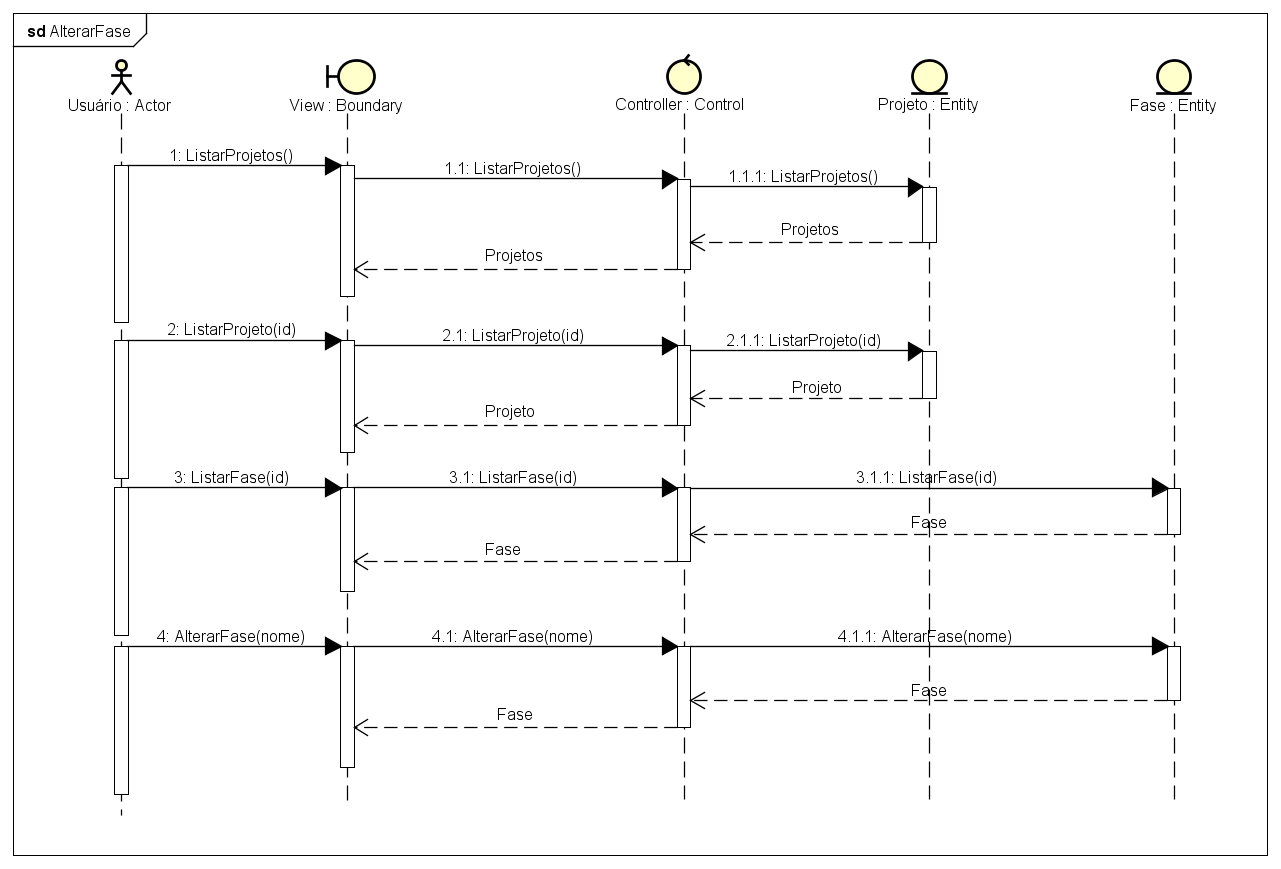 sd AlterarFase
Usuário : Actor
View : Boundary
Controller : Control
Projeto : Entity
Fase : Entity
1: ListarProjetos()
1.1: ListarProjetos()
1.1.1: ListarProjetos()
Projetos
Projetos
2: ListarProjeto(id)
2.1: ListarProjeto(id)
2.1.1: ListarProjeto(id)
Projeto
Projeto
3: ListarFase(id)
3.1: ListarFase(id)
3.1.1: ListarFase(id)
Fase
Fase
4: AlterarFase(nome)
4.1: AlterarFase(nome)
4.1.1: AlterarFase(nome)
Fase
Fase